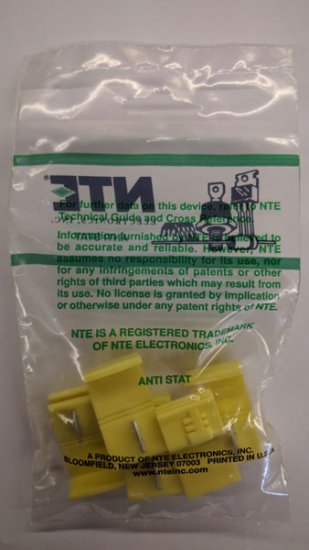 NTE
ELECTRONICS, INC.
ANTI STAT
For further data on this device, refer to NTE
Technical Guide and Cross Reference.
Information furnished by NTE is believed to
be accurate and reliable. However, NTE
assumes no responsibility for its use, nor
for any infringements of patents or other
rights of third parties which may result from
its use. No license is granted by implication
or otherwise under any patent rights of NTE.
NTE IS A REGISTERED TRADEMARK
OF NTE ELECTRONICS, INC.
ANTI STAT
A PRODUCT OF NTE ELECTRONICS, INC.
BLOOMFIELD, NEW JERSEY 07003 PRINTED IN U.S.A.
www.nteinc.com